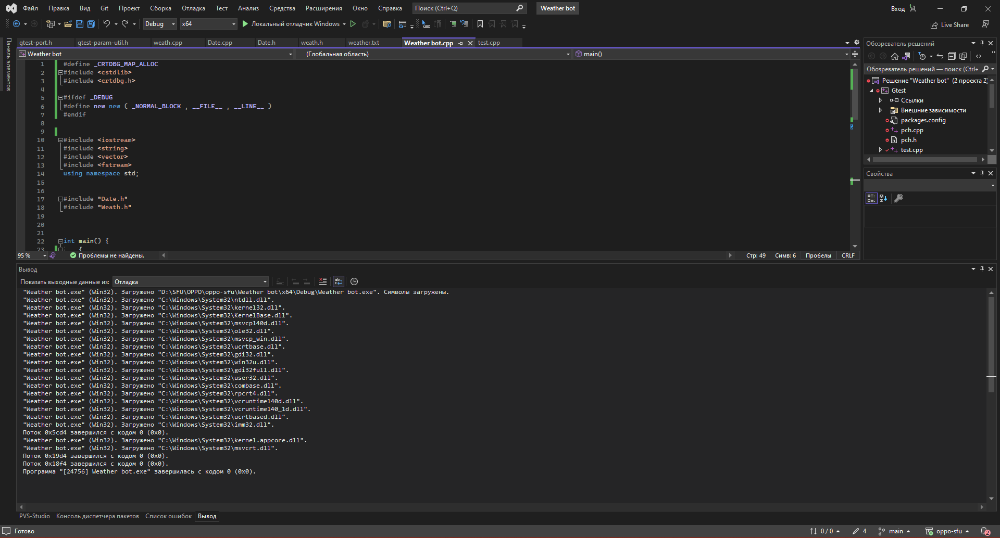 Файл Правка Вид Git Проект Сборка Отладка Тест Анализ Средства Расширения Окно Справка Поиск (Ctrl+Q) Weather bot Вход
Debug x64 Локальный отладчик Windows Live Share
Панель элементов
gtest-port.h gtest-param-util.h weath.cpp Date.cpp Date.h weath.h weather.txt Weather bot.cpp test.cpp
Weather bot (Глобальная область) main()
1 #define _CRTDBG_MAP_ALLOC
2 #include <cstdlib>
3 #include <crtdbg.h>
4
5 #ifdef _DEBUG
6 #define new new ( _NORMAL_BLOCK , __FILE__ , __LINE__ )
7 #endif
8
9
10 #include <iostream>
11 #include <string>
12 #include <vector>
13 #include <fstream>
14 using namespace std;
15
16
17 #include "Date.h"
18 #include "Weath.h"
19
20
21
22 int main() {
23 {
95 % Проблемы не найдены. Стр: 49 Симв: 6 Пробелы CRLF
Обозреватель решений
Обозреватель решений — поиск (Ctrl+
Решение "Weather bot" (2 проекта 2)
Gtest
Ссылки
Внешние зависимости
packages.config
pch.cpp
pch.h
test.cpp
Свойства
Вывод
Показать выходные данные из: Отладка
"Weather bot.exe" (Win32). Загружено "D:\SFU\OPPO\oppo-sfu\Weather bot\x64\Debug\Weather bot.exe". Символы загружены.
"Weather bot.exe" (Win32). Загружено "C:\Windows\System32\ntdll.dll".
"Weather bot.exe" (Win32). Загружено "C:\Windows\System32\kernel32.dll".
"Weather bot.exe" (Win32). Загружено "C:\Windows\System32\KernelBase.dll".
"Weather bot.exe" (Win32). Загружено "C:\Windows\System32\msvcp140d.dll".
"Weather bot.exe" (Win32). Загружено "C:\Windows\System32\ole32.dll".
"Weather bot.exe" (Win32). Загружено "C:\Windows\System32\msvcp_win.dll".
"Weather bot.exe" (Win32). Загружено "C:\Windows\System32\ucrtbase.dll".
"Weather bot.exe" (Win32). Загружено "C:\Windows\System32\gdi32.dll".
"Weather bot.exe" (Win32). Загружено "C:\Windows\System32\win32u.dll".
"Weather bot.exe" (Win32). Загружено "C:\Windows\System32\gdi32full.dll".
"Weather bot.exe" (Win32). Загружено "C:\Windows\System32\user32.dll".
"Weather bot.exe" (Win32). Загружено "C:\Windows\System32\combase.dll".
"Weather bot.exe" (Win32). Загружено "C:\Windows\System32\rpcrt4.dll".
"Weather bot.exe" (Win32). Загружено "C:\Windows\System32\vcruntime140d.dll".
"Weather bot.exe" (Win32). Загружено "C:\Windows\System32\vcruntime140_1d.dll".
"Weather bot.exe" (Win32). Загружено "C:\Windows\System32\ucrtbased.dll".
"Weather bot.exe" (Win32). Загружено "C:\Windows\System32\imm32.dll".
Поток 0x5cd4 завершился с кодом 0 (0x0).
"Weather bot.exe" (Win32). Загружено "C:\Windows\System32\kernel.appcore.dll".
"Weather bot.exe" (Win32). Загружено "C:\Windows\System32\msvcrt.dll".
Поток 0x19d4 завершился с кодом 0 (0x0).
Поток 0x18f4 завершился с кодом 0 (0x0).
Программа "[24756] Weather bot.exe" завершилась с кодом 0 (0x0).
PVS-Studio Консоль диспетчера пакетов Список ошибок Вывод
Готово 0 / 0 4 main oppo-sfu 2